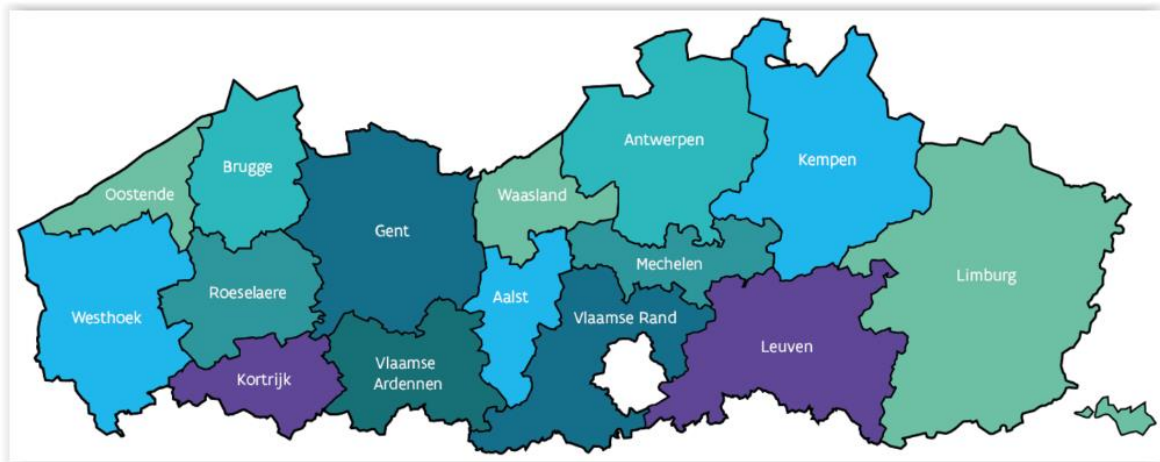 Antwerpen
Kempen
Brugge
Oostende
Waasland
Gent
Mechelen
Limburg
Roeselaere
Aalst
Westhoek
Vlaamse Rand
Leuven
Kortrijk
Vlaamse
Ardennen